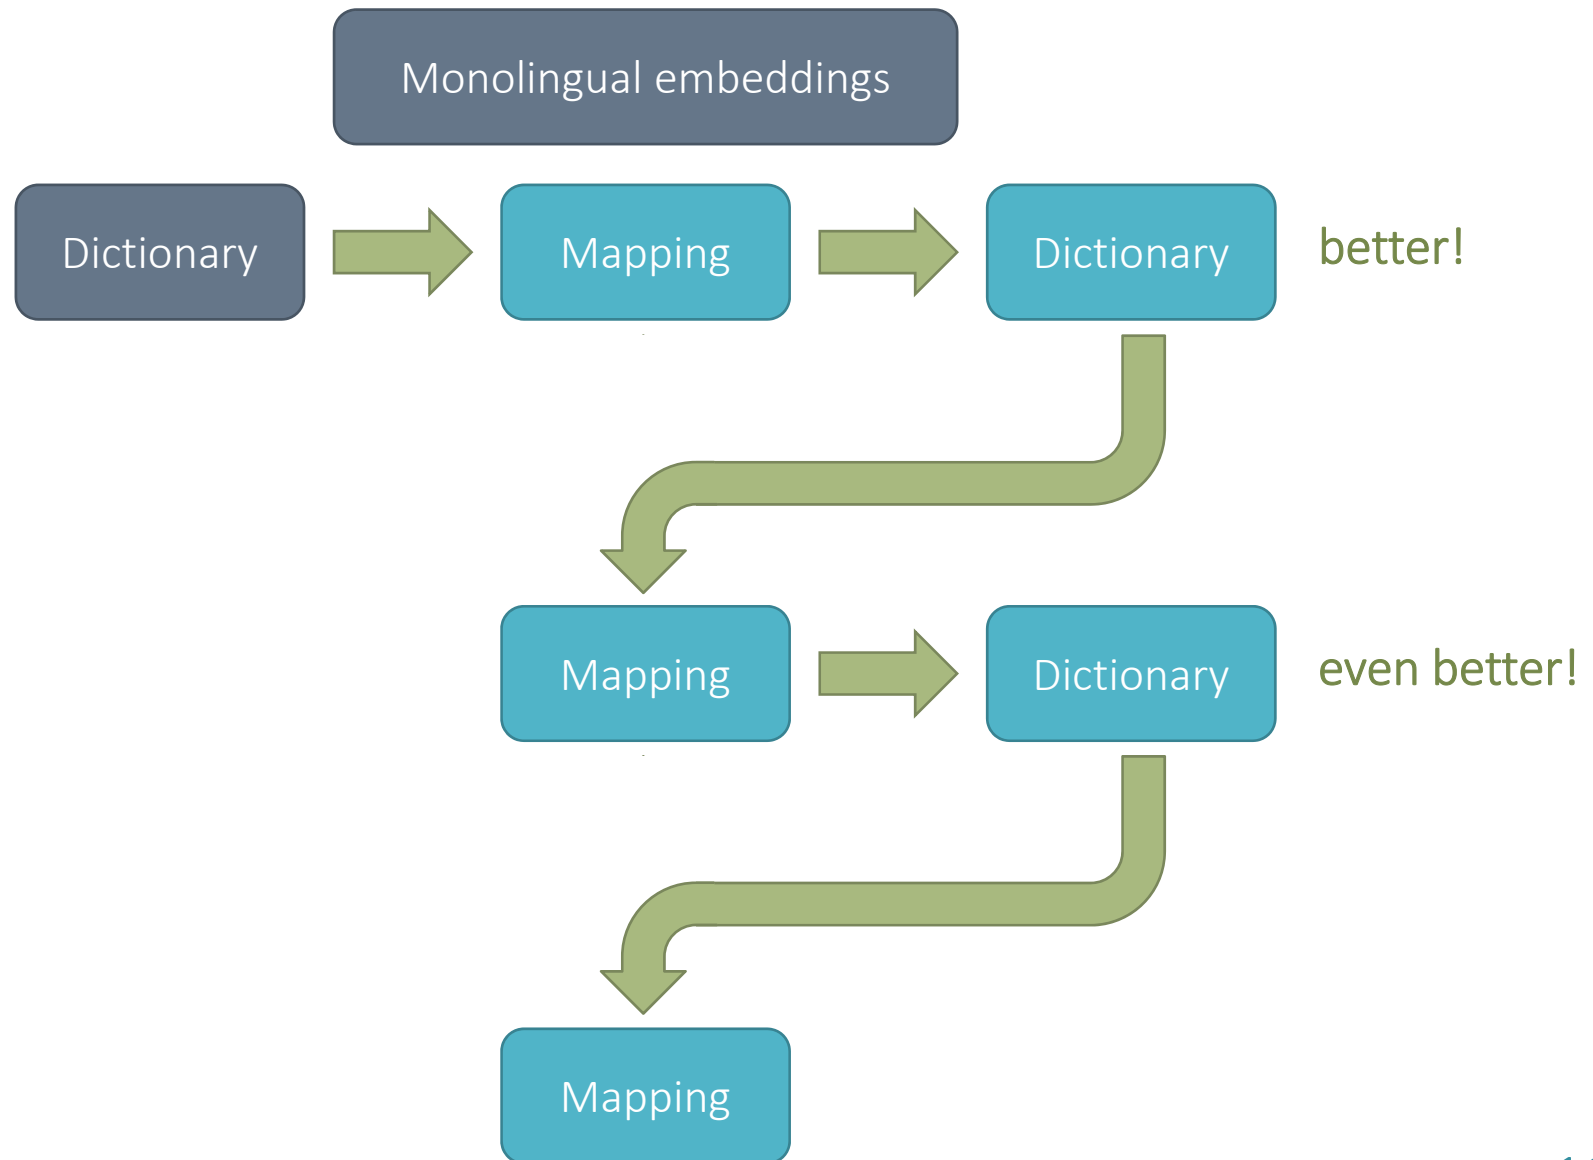 Monolingual embeddings
Dictionary
Mapping
Dictionary
better!
Mapping
Dictionary
even better!
Mapping